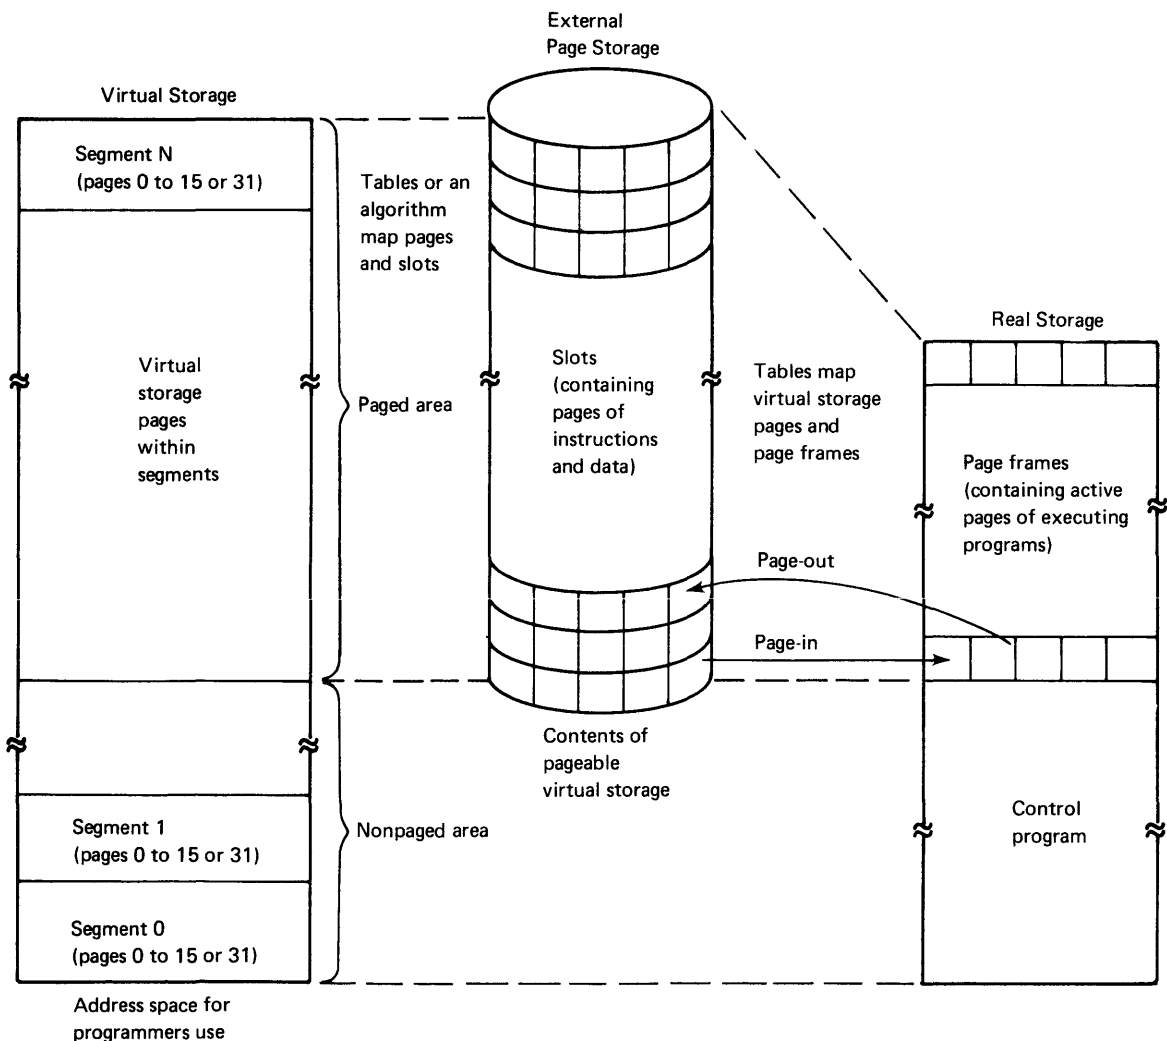 External
Page Storage
Virtual Storage
Segment N
(pages 0 to 15 or 31)
Tables or an
algorithm
map pages
and slots
Real Storage
Virtual
storage
pages
within
segments
Paged area
Slots
(containing
pages of
instructions
and data)
Tables map
virtual storage
pages and
page frames
Page frames
(containing active
pages of executing
programs)
Page-out
Page-in
Contents of
pageable
virtual storage
Segment 1
(pages 0 to 15 or 31)
Nonpaged area
Control
program
Segment 0
(pages 0 to 15 or 31)
Address space for
programmers use